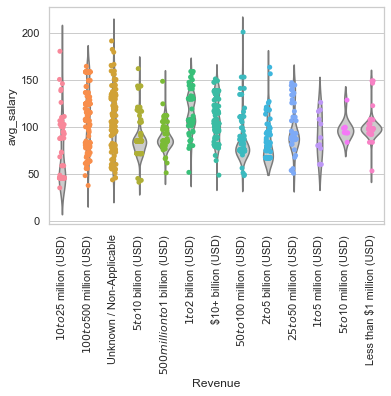 200
150
100
50
0
avg_salary
10to25 million (USD)
100to500 million (USD)
Unknown / Non-Applicable
5to10 billion (USD)
500millionto1 billion (USD)
1to2 billion (USD)
$10+ billion (USD)
50to100 million (USD)
2to5 billion (USD)
25to50 million (USD)
1to5 million (USD)
5to10 million (USD)
Less than $1 million (USD)
Revenue